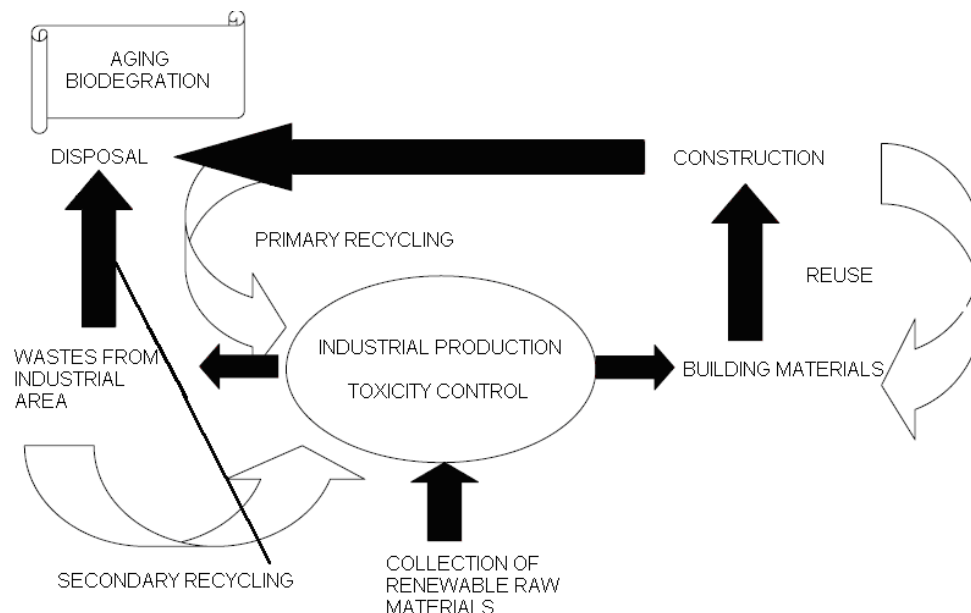 AGING
BIODEGRATION
DISPOSAL
CONSTRUCTION
PRIMARY RECYCLING
REUSE
INDUSTRIAL PRODUCTION
TOXICITY CONTROL
WASTES FROM
INDUSTRIAL
AREA
BUILDING MATERIALS
SECONDARY RECYCLING
COLLECTION OF
RENEWABLE RAW
MATERIALS